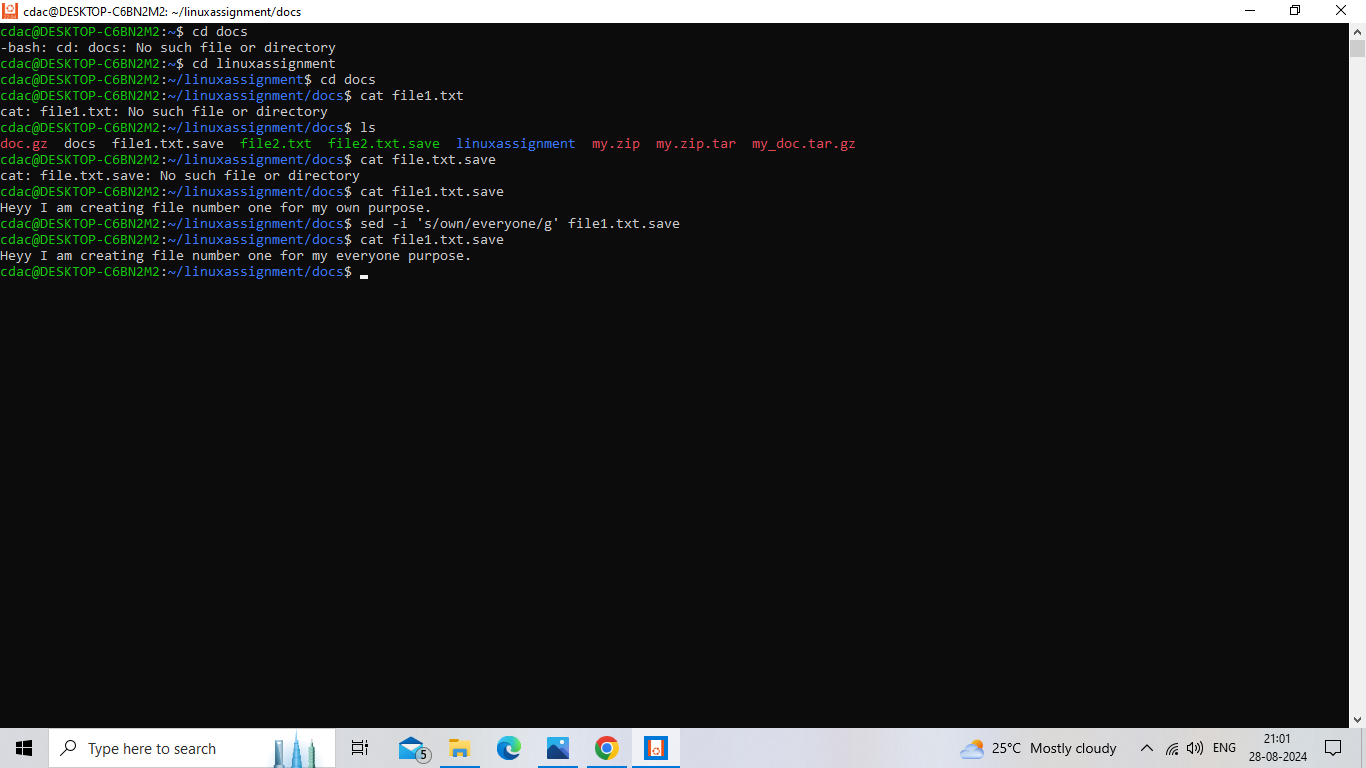 cdac@DESKTOP-C6BN2M2: ~/linuxassignment/docs
cdac@DESKTOP-C6BN2M2:~$ cd docs
-bash: cd: docs: No such file or directory
cdac@DESKTOP-C6BN2M2:~$ cd linuxassignment
cdac@DESKTOP-C6BN2M2:~/linuxassignment$ cd docs
cdac@DESKTOP-C6BN2M2:~/linuxassignment/docs$ cat file1.txt
cat: file1.txt: No such file or directory
cdac@DESKTOP-C6BN2M2:~/linuxassignment/docs$ ls
doc.gz  docs  file1.txt.save  file2.txt  file2.txt.save  linuxassignment  my.zip  my.zip.tar  my_doc.tar.gz
cdac@DESKTOP-C6BN2M2:~/linuxassignment/docs$ cat file.txt.save
cat: file.txt.save: No such file or directory
cdac@DESKTOP-C6BN2M2:~/linuxassignment/docs$ cat file1.txt.save
Heyy I am creating file number one for my own purpose.
cdac@DESKTOP-C6BN2M2:~/linuxassignment/docs$ sed -i 's/own/everyone/g' file1.txt.save
cdac@DESKTOP-C6BN2M2:~/linuxassignment/docs$ cat file1.txt.save
Heyy I am creating file number one for my everyone purpose.
cdac@DESKTOP-C6BN2M2:~/linuxassignment/docs$
Type here to search
5
25°C Mostly cloudy
ENG
21:01
28-08-2024